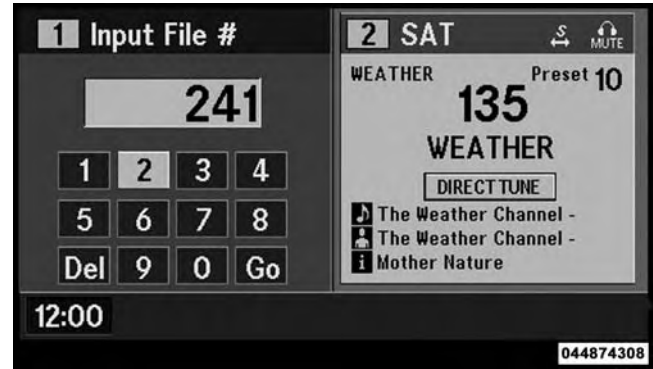 1 Input File #
241
1 2 3 4
5 6 7 8
Del 9 0 Go
2 SAT S MUTE
WEATHER Preset 10
135
WEATHER
DIRECT TUNE
The Weather Channel -
The Weather Channel -
i Mother Nature
12:00
044874308